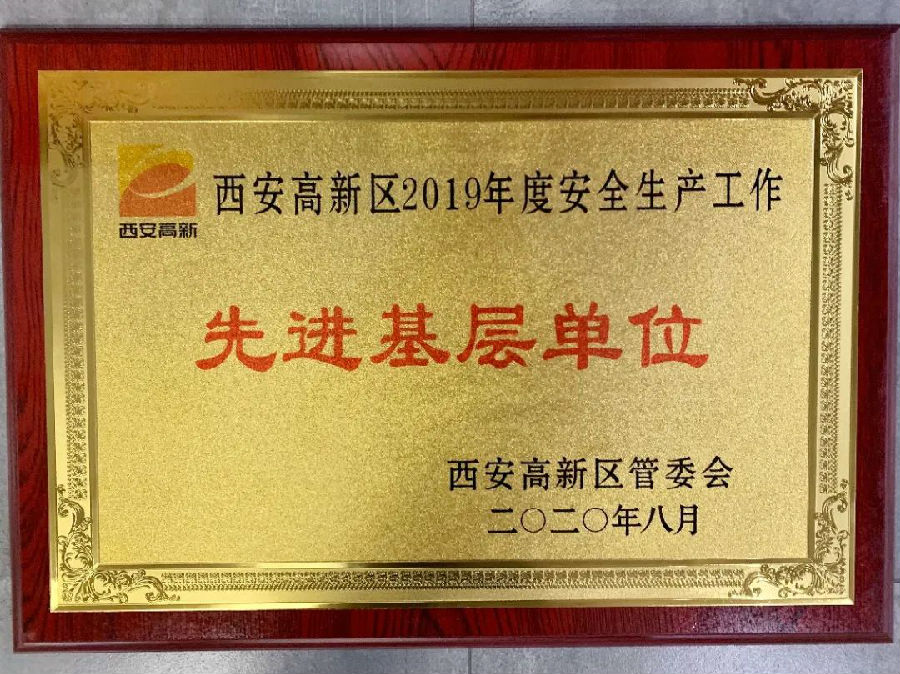 西安高新
西安高新区2019年度安全生产工作
先进基层单位
西安高新区管委会
二〇二〇年八月